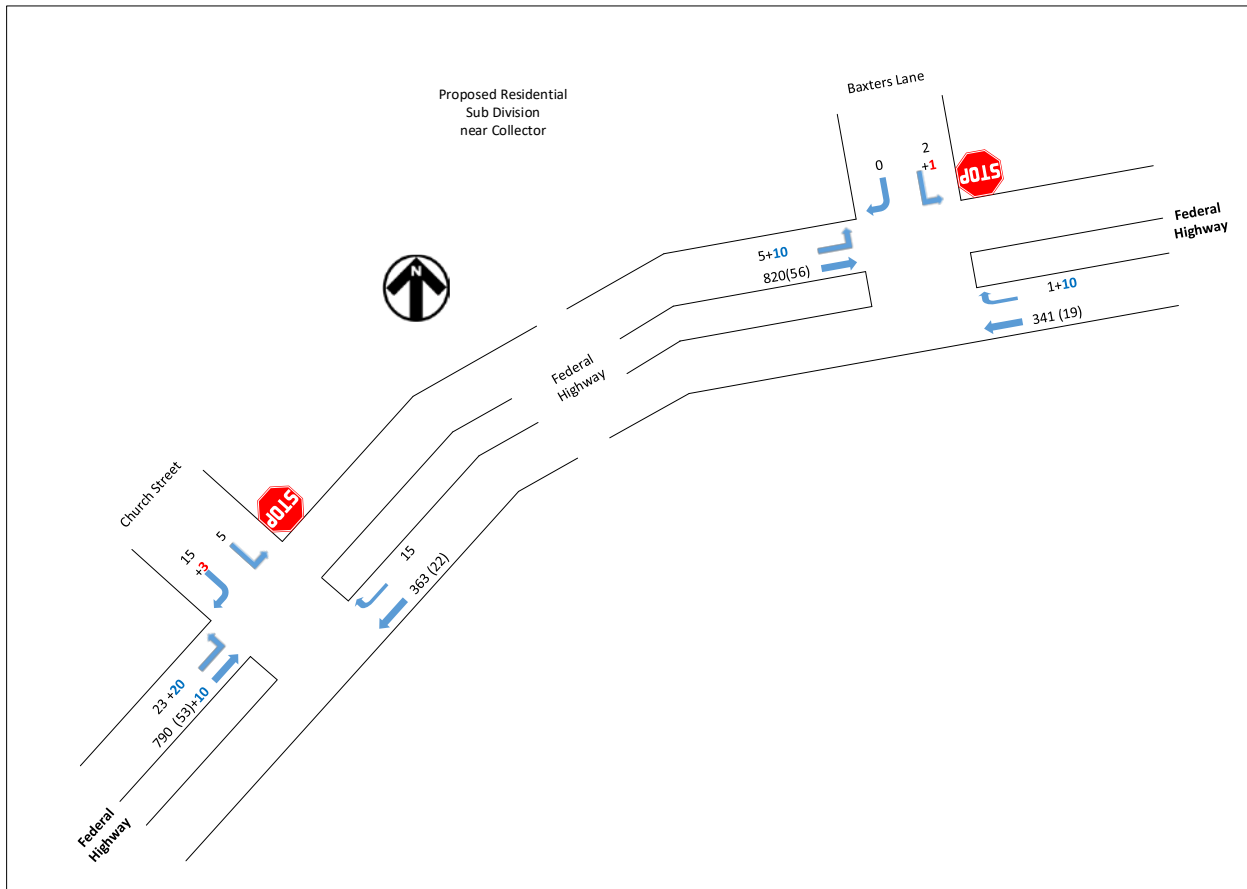 Proposed Residential
Sub Division
near Collector
Baxters Lane
0
2
+1
STOP
Federal
Highway
5+10
820(56)
1+10
341 (19)
N
Federal
Highway
Church Street
STOP
15
+3
5
15
363 (22)
23 +20
790 (53)+10
Federal
Highway